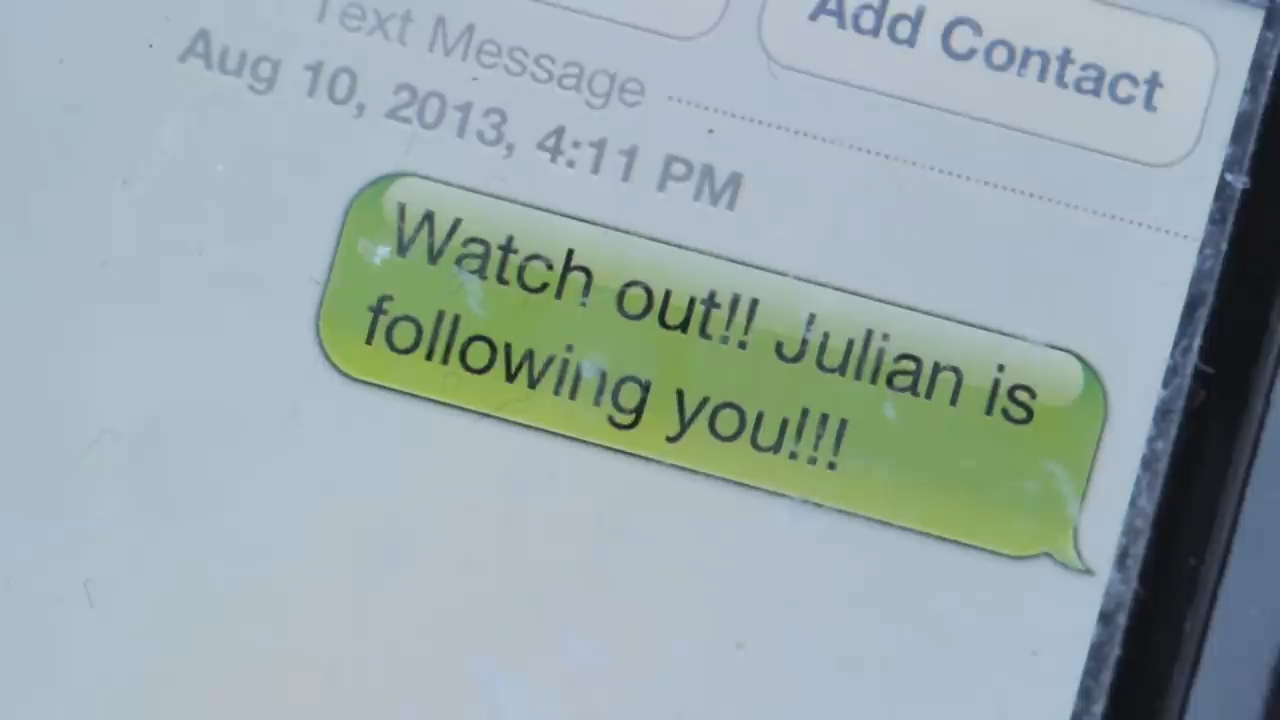 Add Contact
Text Message
Aug 10, 2013, 4:11 PM
Watch out!! Julian is
following you!!!